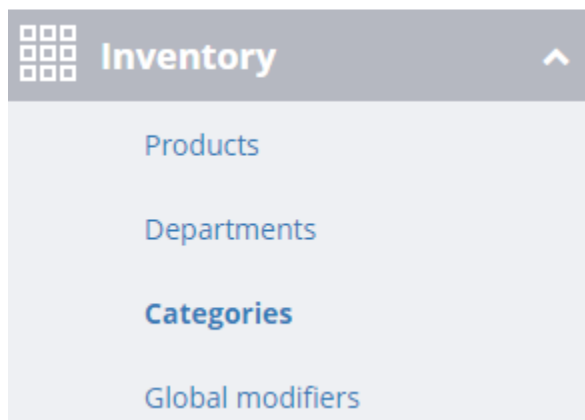 Inventory
Products
Departments
Categories
Global modifiers